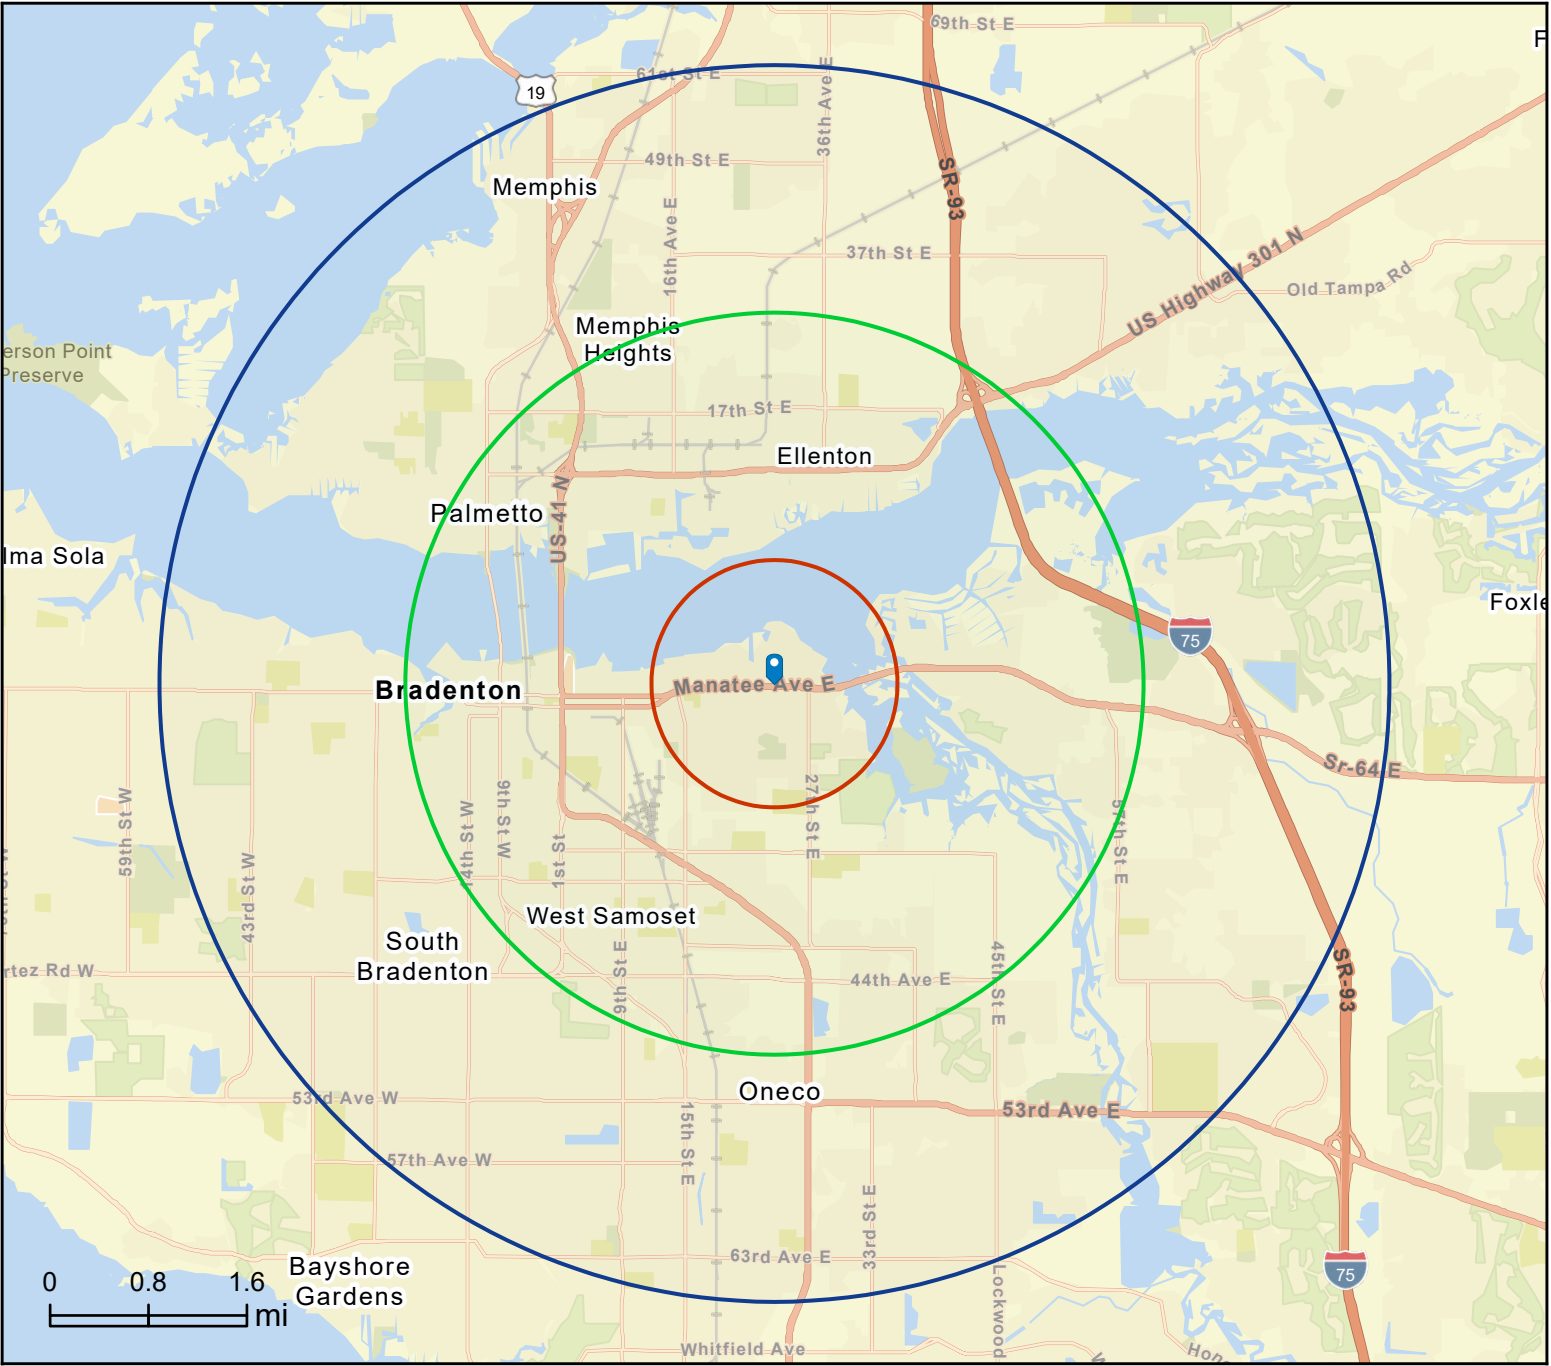 69th St E
F
61st St E
19
36th Ave E
49th St E
SR-93
Memphis
16th Ave E
37th St E
US Highway 301 N
Old Tampa Rd
Memphis
Heights
erson Point
Preserve
17th St E
Ellenton
Palmetto
US-41 N
lma Sola
Foxle
75
Bradenton
Manatee Ave E
Sr-64 E
59th St W
43rd St W
14th St W
9th St W
1st St
27th St E
57th St E
West Samoset
South
Bradenton
rtez Rd W
9th St E
44th Ave E
45th St E
SR-93
Oneco
53rd Ave W
53rd Ave E
15th St E
57th Ave W
33rd St E
63rd Ave E
Bayshore
Gardens
75
0 0.8 1.6
mi
Lockwood
Whitfield Ave
Hon